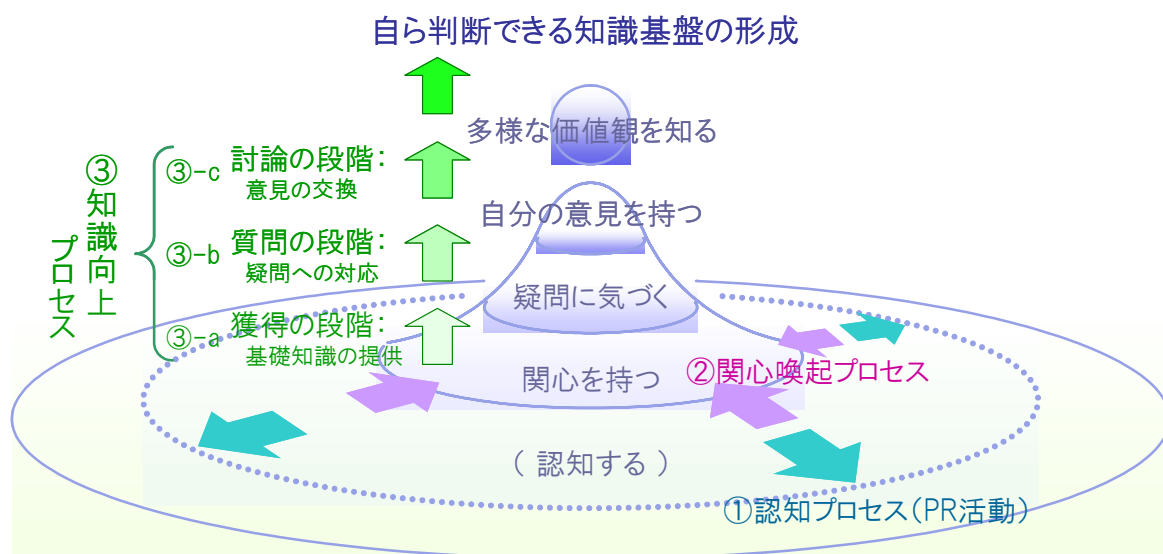 自ら判断できる知識基盤の形成
多様な価値観を知る
③知識向上
プロセス
③-c 討論の段階:
意見の交換
自分の意見を持つ
③-b 質問の段階:
疑問への対応
疑問に気づく
③-a 獲得の段階:
基礎知識の提供
関心を持つ
②関心喚起プロセス
( 認知する )
①認知プロセス(PR活動)